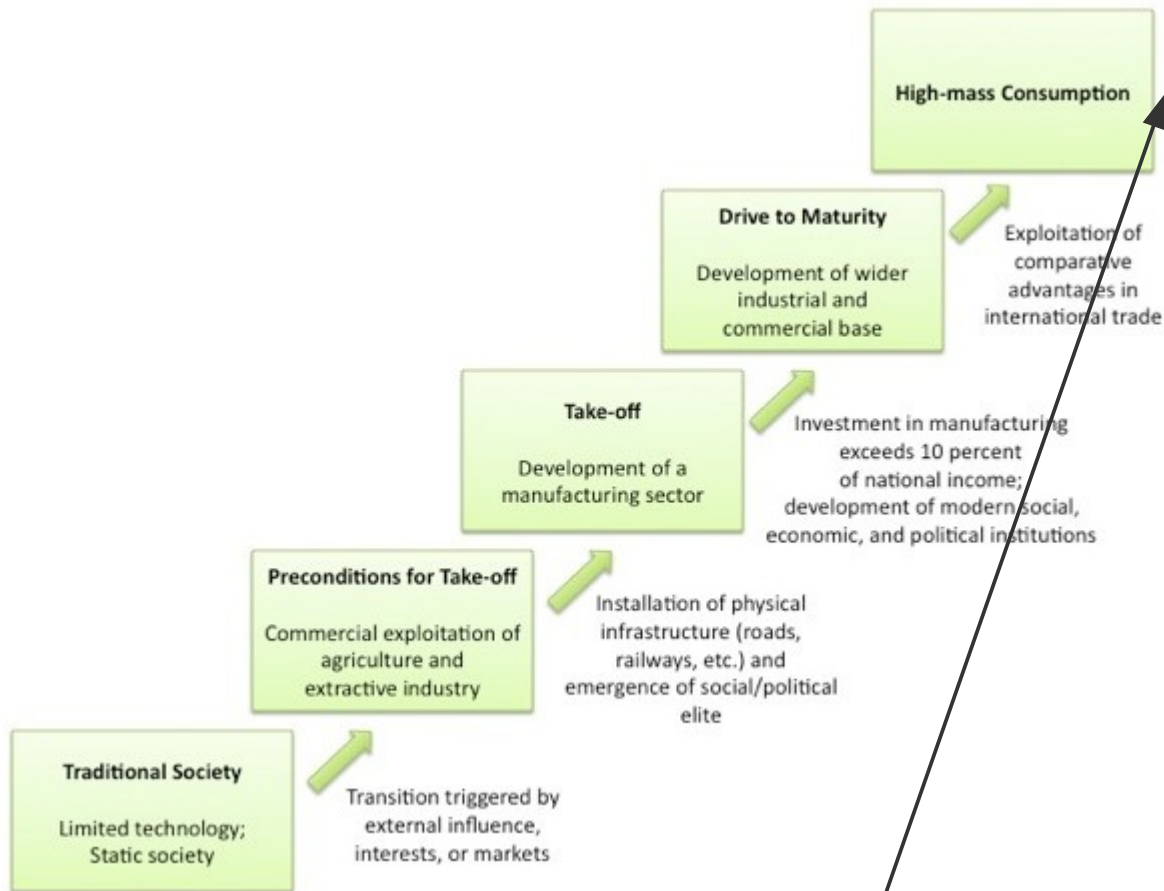 High-mass Consumption
Drive to Maturity
Development of wider
industrial and
commercial base
Exploitation of
comparative
advantages in
international trade
Take-off
Development of a
manufacturing sector
Investment in manufacturing
exceeds 10 percent
of national income;
development of modern social,
economic, and political institutions
Preconditions for Take-off
Commercial exploitation of
agriculture and
extractive industry
Installation of physical
infrastructure (roads,
railways, etc.) and
emergence of social/political
elite
Traditional Society
Limited technology;
Static society
Transition triggered by
external influence,
interests, or markets